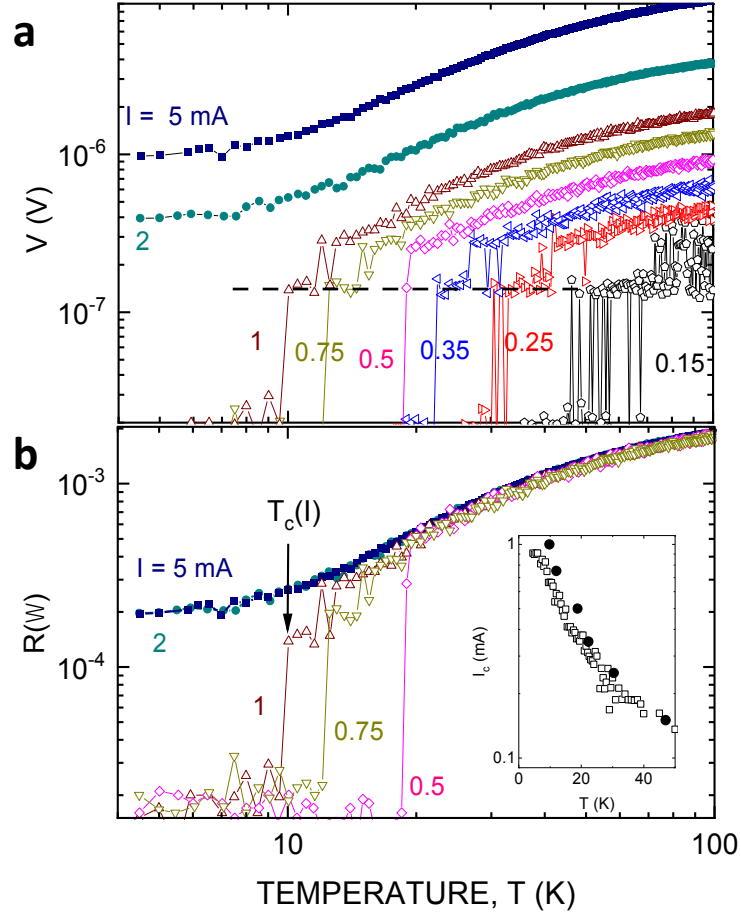 a
10⁻⁶
10⁻⁷
V (V)
I = 5 mA
2
1
0.75
0.5
0.35
0.25
0.15
b
10⁻³
10⁻⁴
R(W)
T_c(I)
I = 5 mA
2
1
0.75
0.5
1
0.1
I_c (mA)
0 20 40
T (K)
10 100
TEMPERATURE, T (K)